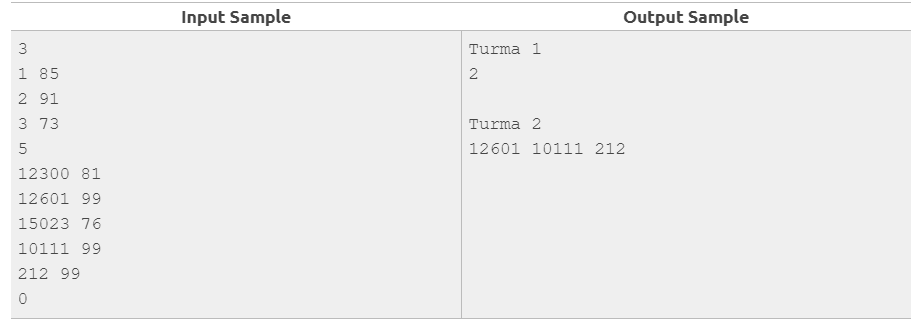 Input Sample
3
1 85
2 91
3 73
5
12300 81
12601 99
15023 76
10111 99
212 99
0
Output Sample
Turma 1
2
Turma 2
12601 10111 212